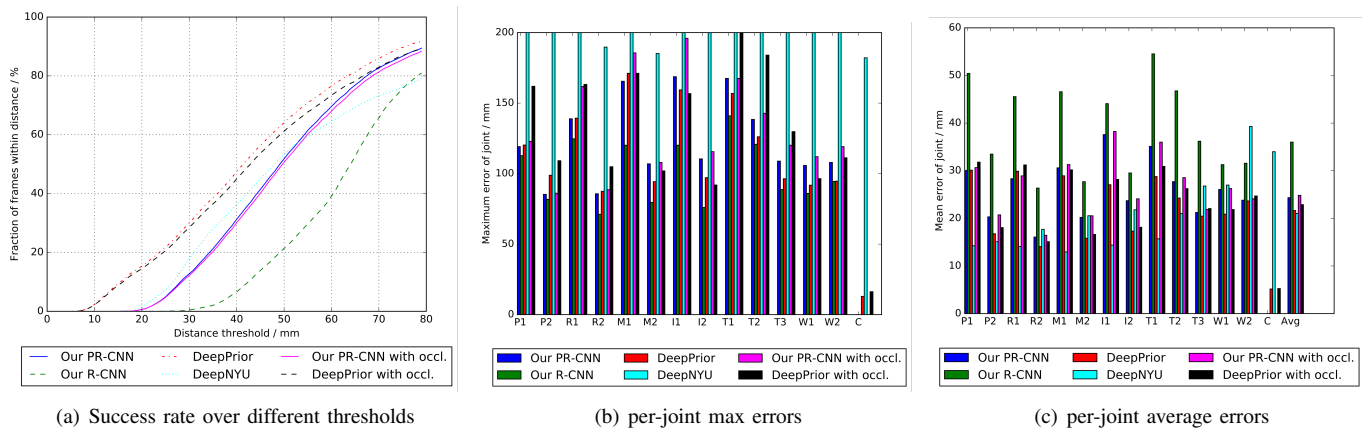 100
80
60
40
20
0
Fraction of frames within distance / %
0 10 20 30 40 50 60 70 80
Distance threshold / mm
Our PR-CNN DeepPrior Our PR-CNN with occl.
Our R-CNN DeepNYU DeepPrior with occl.
(a) Success rate over different thresholds
200
150
100
50
0
Maximum error of joint / mm
P1 P2 R1 R2 M1 M2 I1 I2 T1 T2 T3 W1 W2 C
Our PR-CNN DeepPrior Our PR-CNN with occl.
Our R-CNN DeepNYU DeepPrior with occl.
(b) per-joint max errors
60
50
40
30
20
10
0
Mean error of joint / mm
P1 P2 R1 R2 M1 M2 I1 I2 T1 T2 T3 W1 W2 C Avg
Our PR-CNN DeepPrior Our PR-CNN with occl.
Our R-CNN DeepNYU DeepPrior with occl.
(c) per-joint average errors